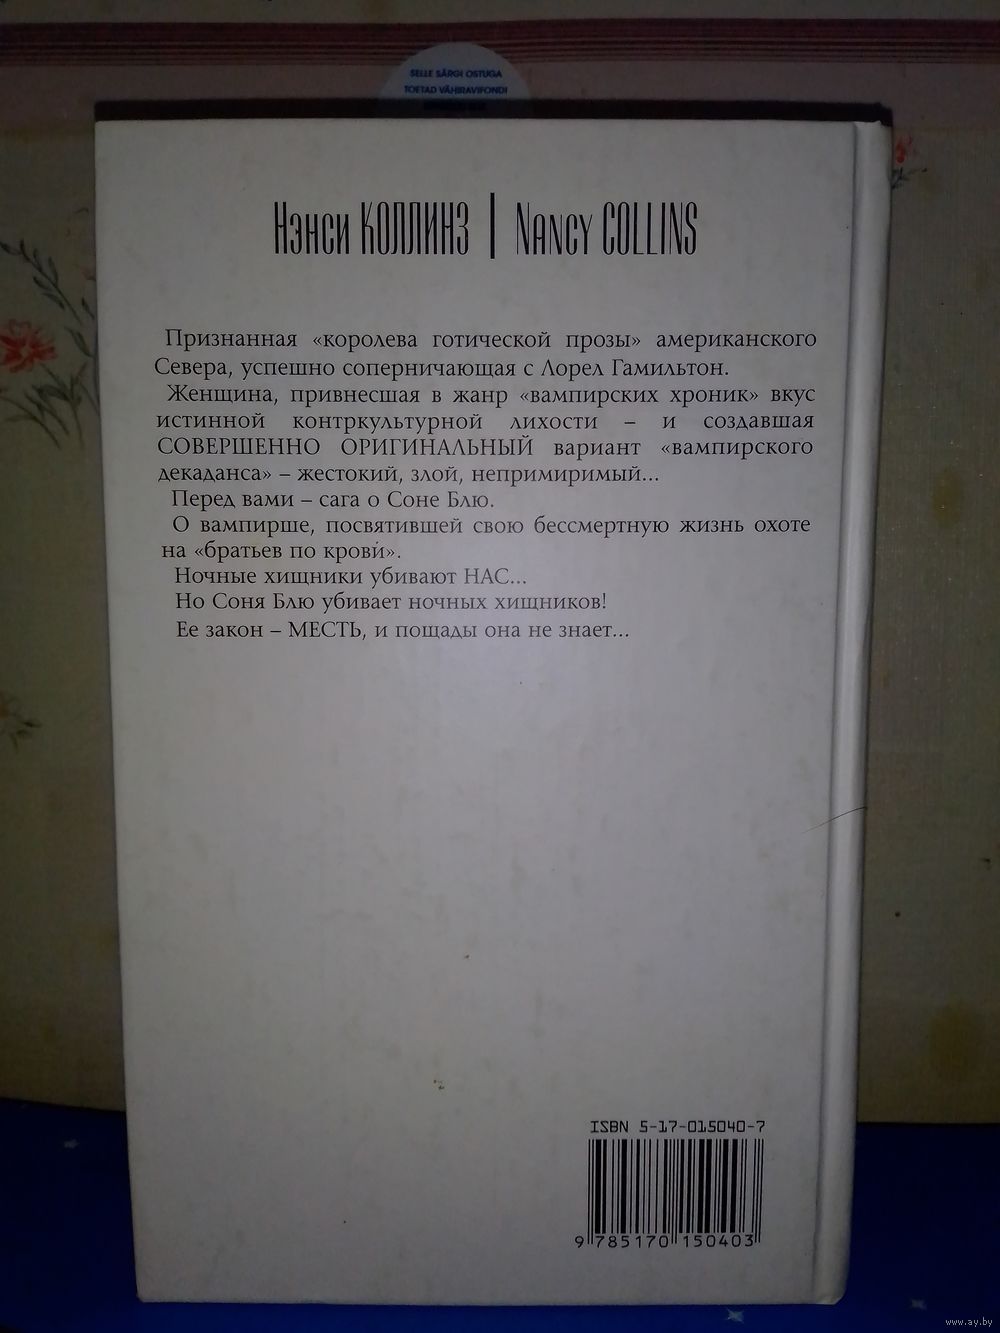 SELLE SÄRGI OSTUGA
TOETAD VÄHIRAVIFONDI
Нэнси КОЛЛИНЗ | NANCY COLLINS
Признанная «королева готической прозы» американского
Севера, успешно соперничающая с Лорел Гамильтон.
Женщина, привнесшая в жанр «вампирских хроник» вкус
истинной контркультурной лихости – и создавшая
СОВЕРШЕННО ОРИГИНАЛЬНЫЙ вариант «вампирского
декаданса» – жестокий, злой, непримиримый...
Перед вами – сага о Соне Блю.
О вампирше, посвятившей свою бессмертную жизнь охоте
на «братьев по крови».
Ночные хищники убивают НАС...
Но Соня Блю убивает ночных хищников!
Ее закон – МЕСТЬ, и пощады она не знает...
ISBN 5-17-015040-7
9 785170 150403
www.ay.by